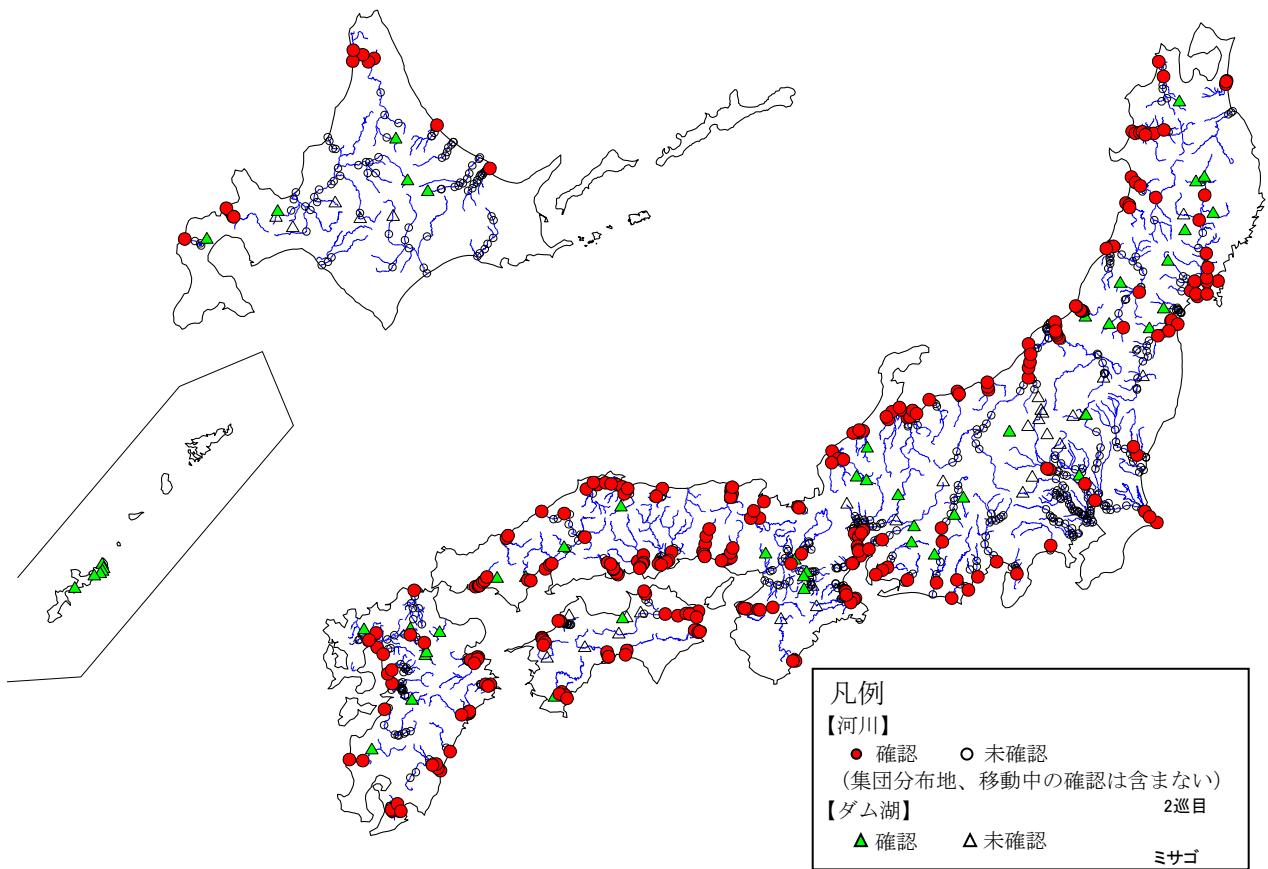 凡例
【河川】
確認 未確認
(集団分布地、移動中の確認は含まない)
【ダム湖】
2巡目
確認 未確認
ミサゴ